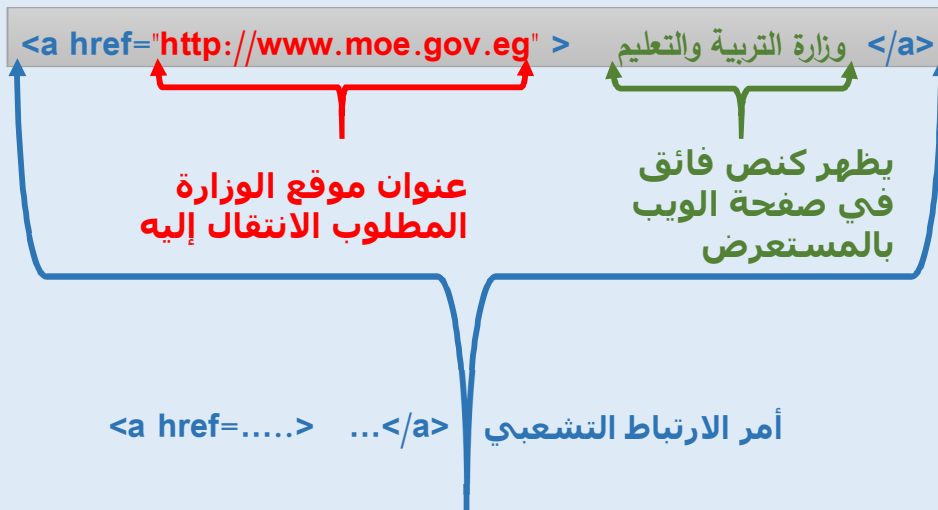 <a href="http://www.moe.gov.eg" > وزارة التربية والتعليم </a>
يظهر كنص فائق
في صفحة الويب
بالمستعرض
عنوان موقع الوزارة
المطلوب الانتقال إليه
أمر الارتباط التشعبي <a href=.....> ...</a>